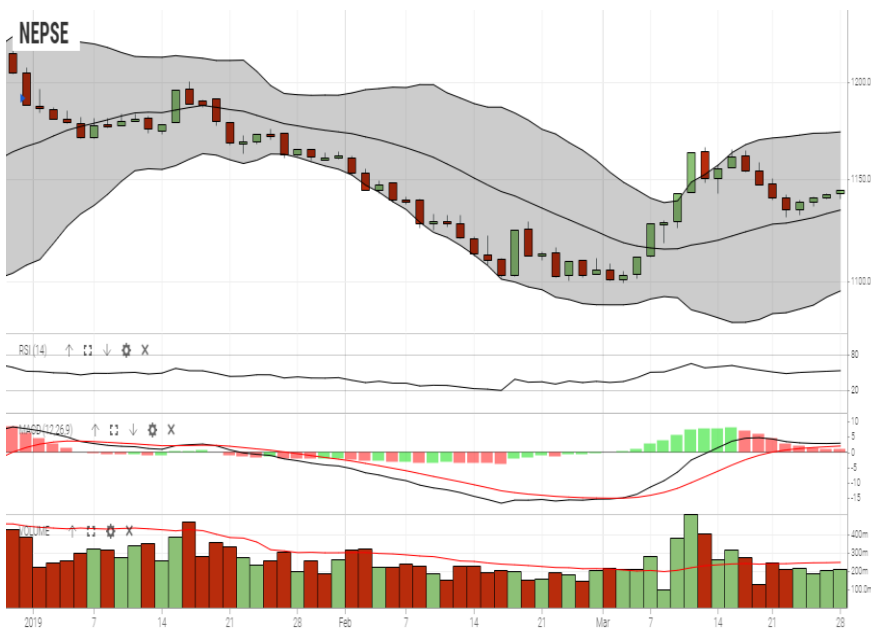 NEPSE
1200.0
1150.0
1100.0
RSI (14)
80
20
MACD (12,26,9)
10
5
0
-5
-10
-15
VOLUME
400m
300m
200m
100.0m
2019 7 14 21 Feb 7 14 21 Mar 7 14 21 28